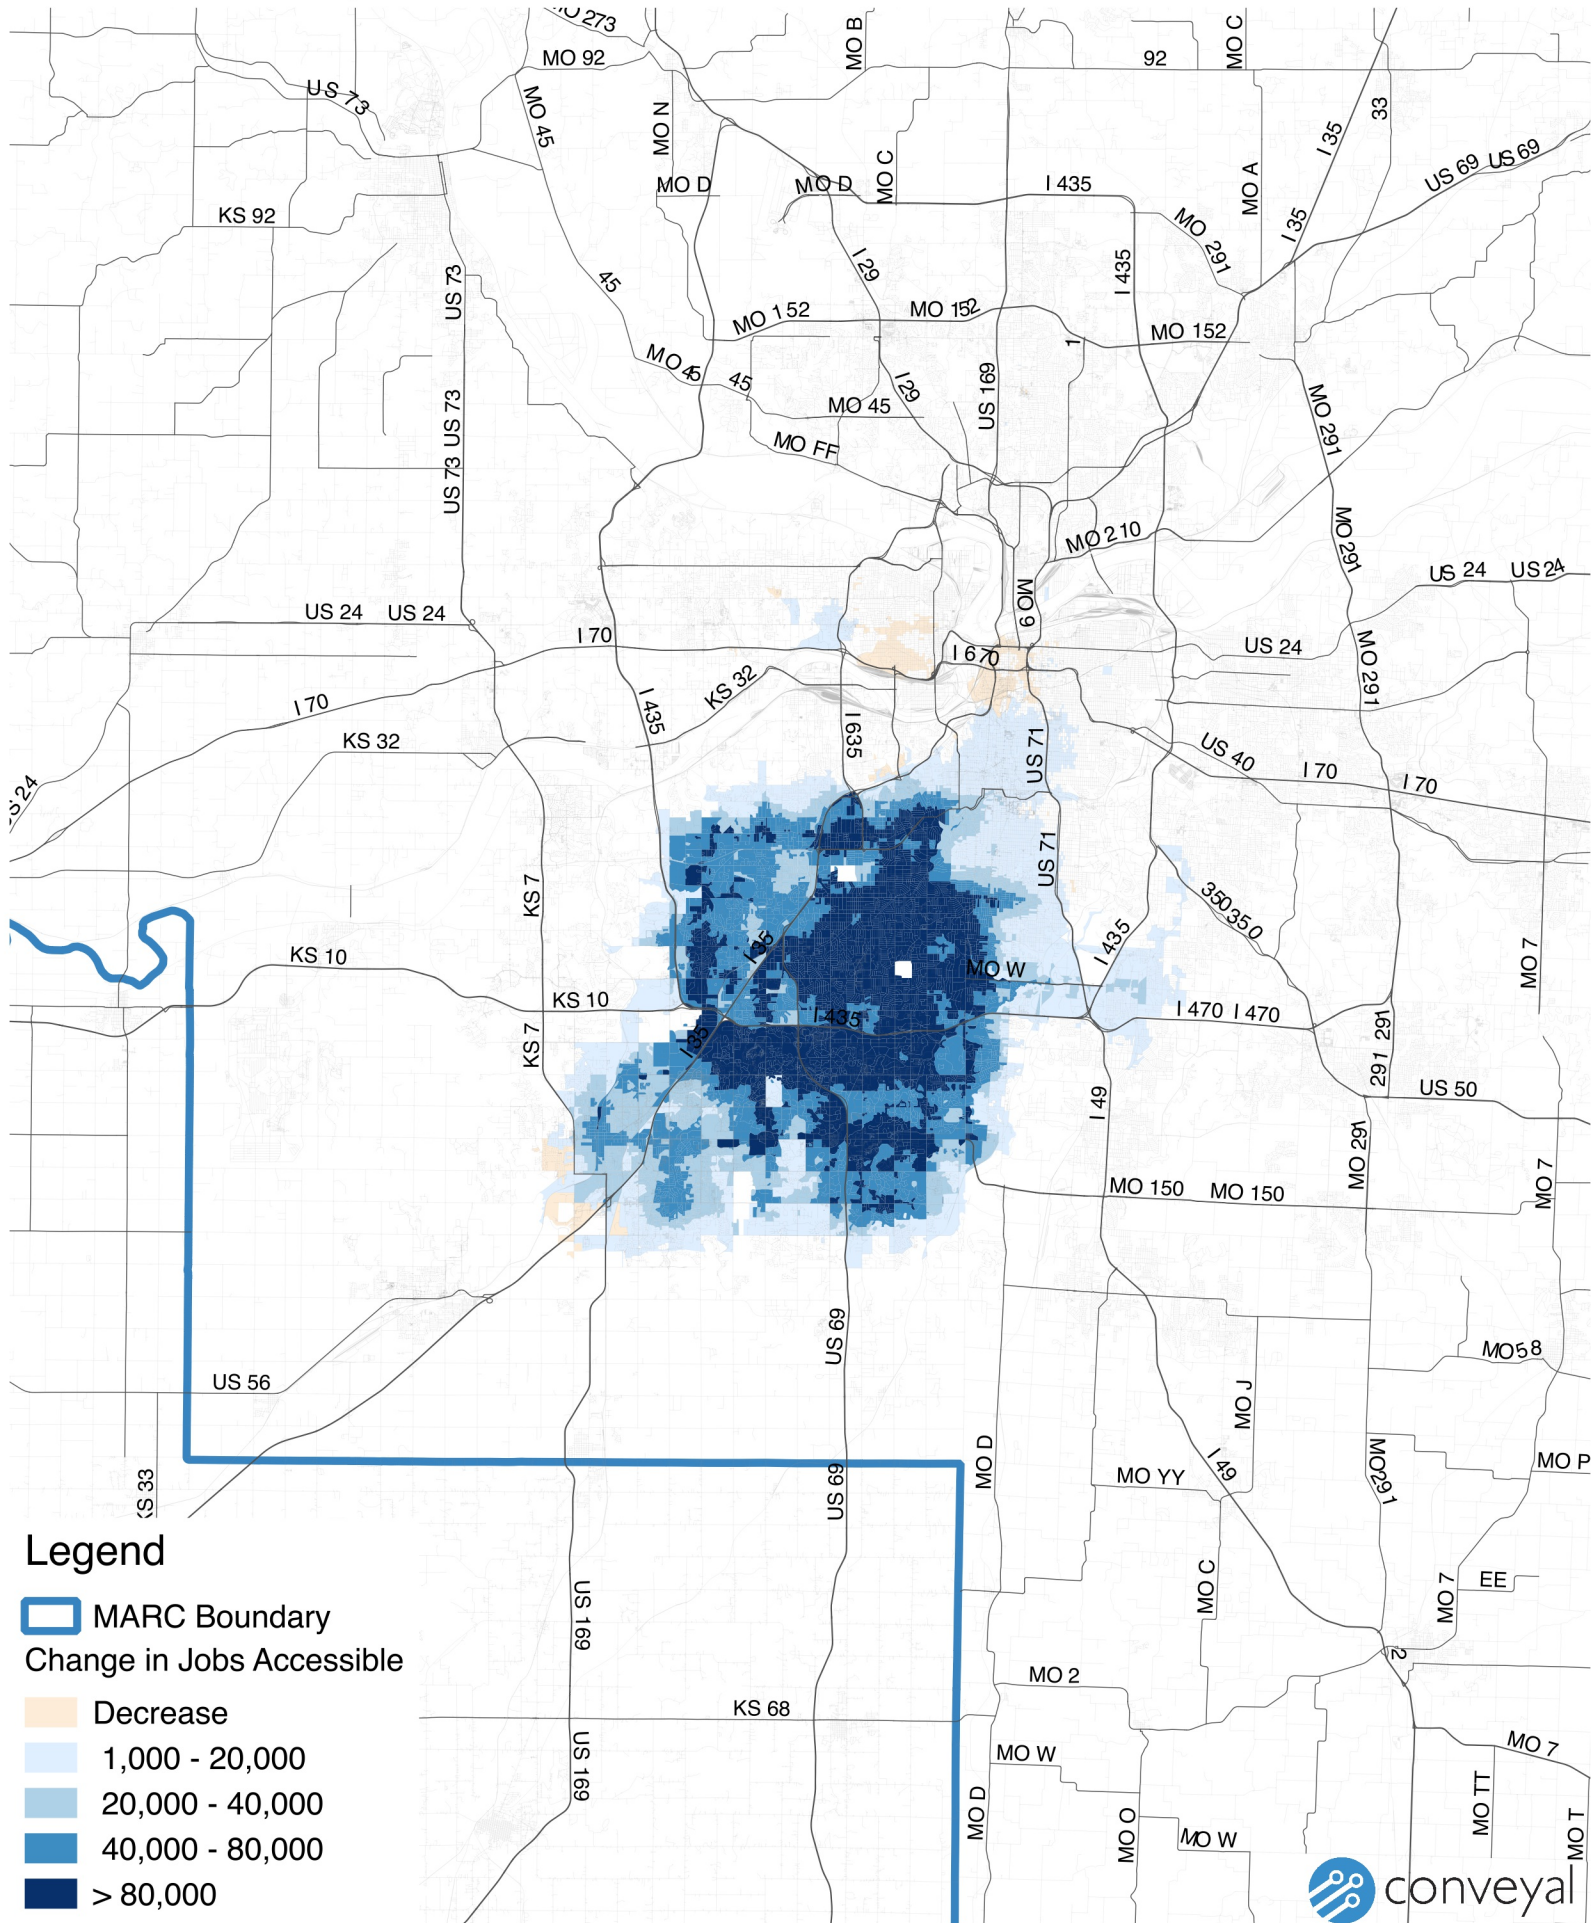 MO 273
MO 92
MO B
92
MO C
US 73
MO 45
MO N
MO C
33
I 35
US 69
US 69
MO D
MO D
I 435
MO A
KS 92
MO 291
I 35
US 73
45
I 29
I 435
MO 152
MO 152
MO 152
1
MO 45
45
I 29
US 169
MO 45
US 73
MO FF
MO 291
US 73
MO 210
MO 291
US 24
US 24
US 24
US 24
MO 9
I 70
I 670
US 24
MO 291
I 70
KS 32
I 435
I 635
KS 32
US 71
US 40
I 70
I 70
US 71
KS 7
350
350
KS 10
I 35
MO W
I 435
MO 7
KS 10
I 435
I 470
I 470
291
KS 7
I 35
291
US 50
I 49
MO 291
MO 150
MO 150
MO 7
US 69
MO58
US 56
MO J
MO D
I 49
MO YY
MO291
MO P
KS 33
US 69
Legend
MARC Boundary
Change in Jobs Accessible
Decrease
1,000 - 20,000
20,000 - 40,000
40,000 - 80,000
> 80,000
US 169
MO C
MO 7
EE
2
MO 2
KS 68
US 169
MO W
MO 7
MO D
MO O
MO W
MO TT
MO T
conveyal